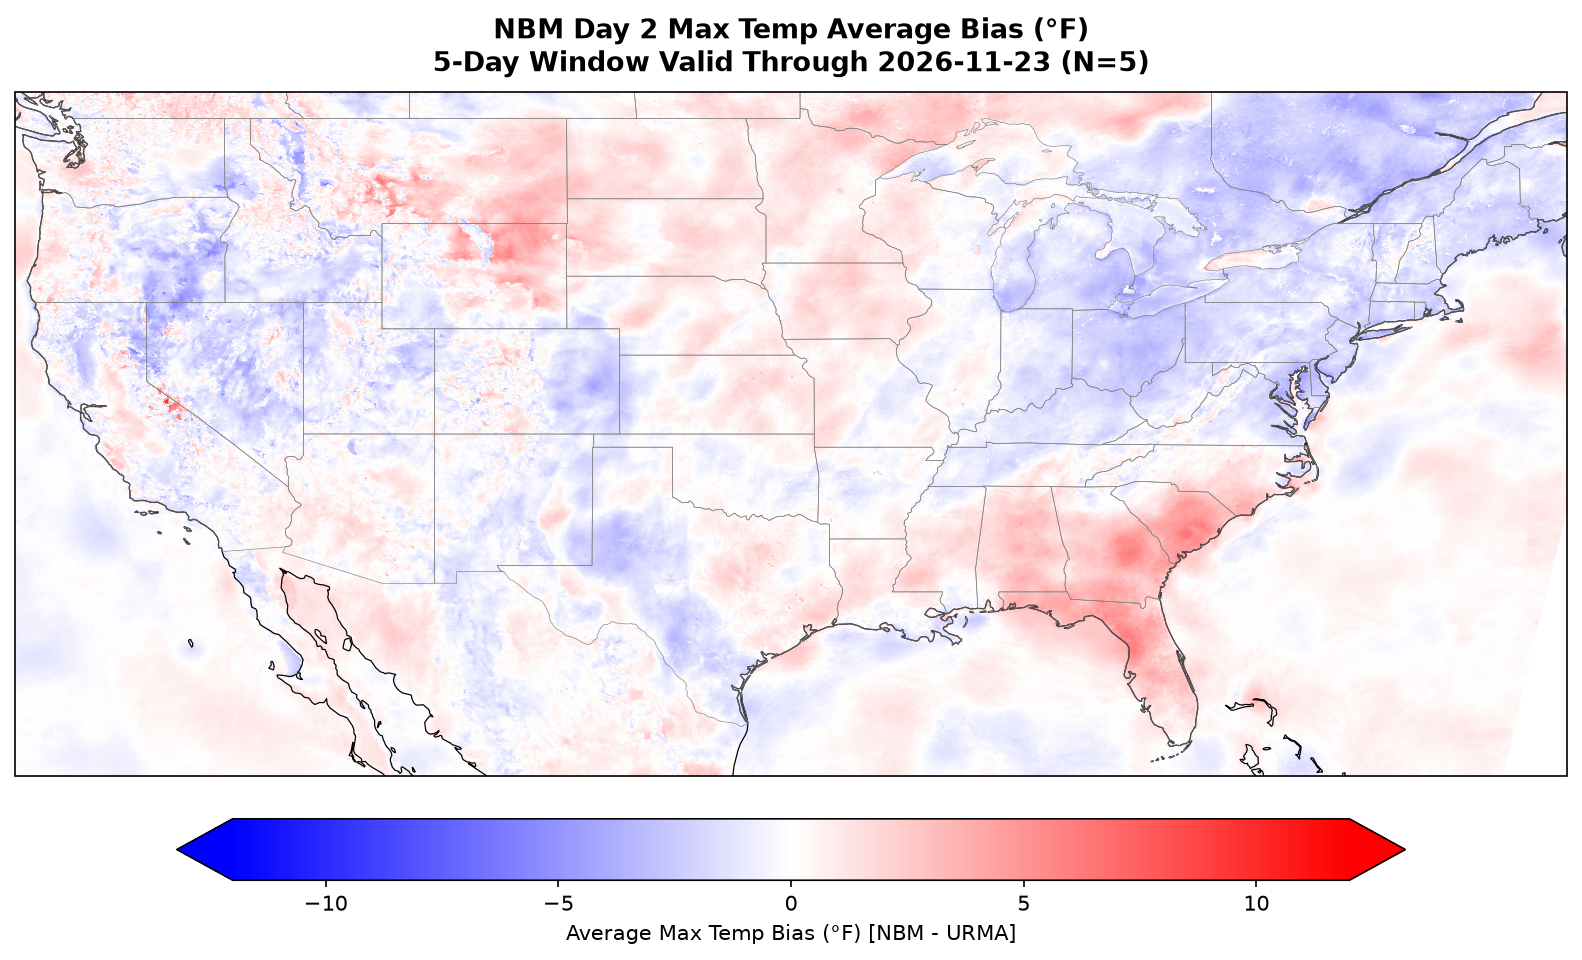 NBM Day 2 Max Temp Average Bias (°F)
5-Day Window Valid Through 2026-11-23 (N=5)
−10 −5 0 5 10
Average Max Temp Bias (°F) [NBM - URMA]